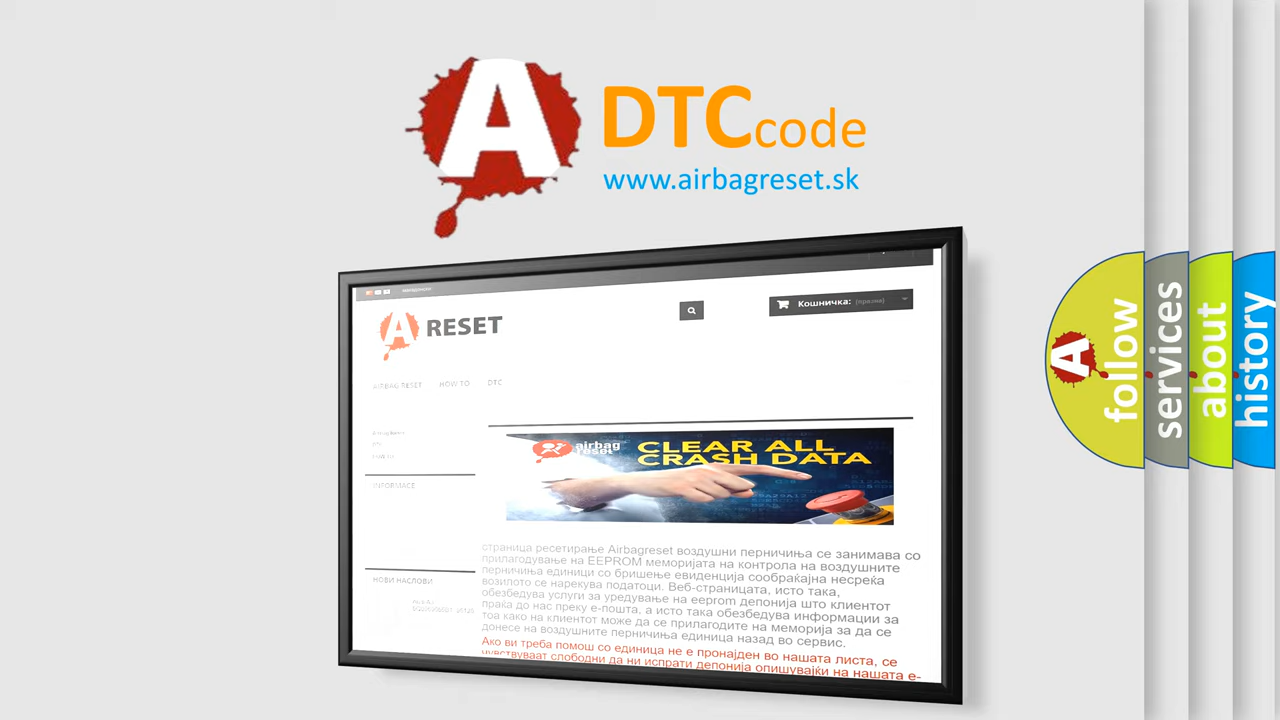 A
DTC code
www.airbagreset.sk
Кошничка: (празни)
A RESET
AIRBAG RESET HOW TO DTC
airbag
reset
CLEAR ALL
CRASH DATA
INFORMACE
НОВИ НАСЛОВИ
страница ресетирање Airbagreset воздушни перничиња се занимава со
прилагодување на EEPROM меморијата на контрола на воздушните
перничиња единици со бришење евиденција сообраќајна несреќа
возилото се нарекува податоци. Веб-страницата, исто така,
обезбедува услуги за уредување на eeprom депонија што клиентот
праќа до нас преку е-пошта, а исто така обезбедува информации за
тоа како на клиентот може да се прилагодите на меморија за да се
донесе на воздушните перничиња единица назад во сервис.
Ако ви треба помош со единица не е пронајден во нашата листа, се
чувствуваат слободни да ни испрати депонија опишувајќи на нашата е-
A
follow
services
about
history